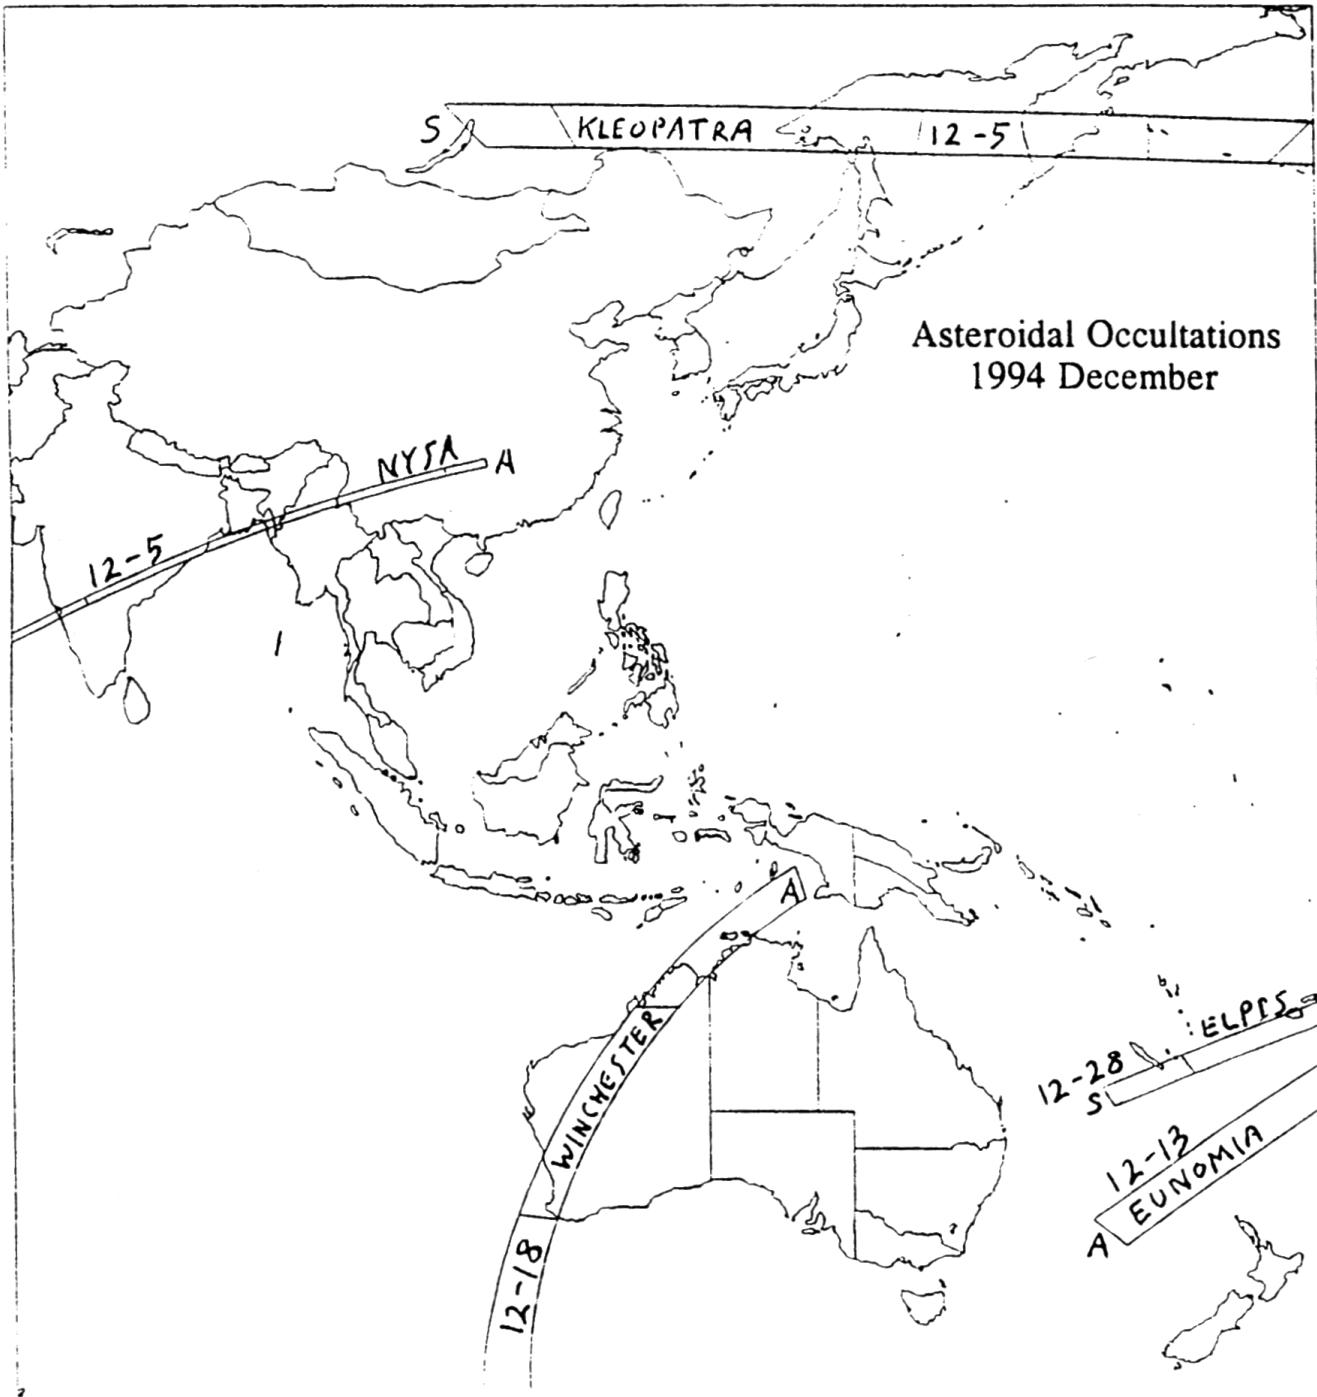 S
KLEOPATRA
12-5
Asteroidal Occultations
1994 December
NYSA
A
12-5
A
WINCHESTER
12-18
ELPIS
12-28
S
12-13
EUNOMIA
A